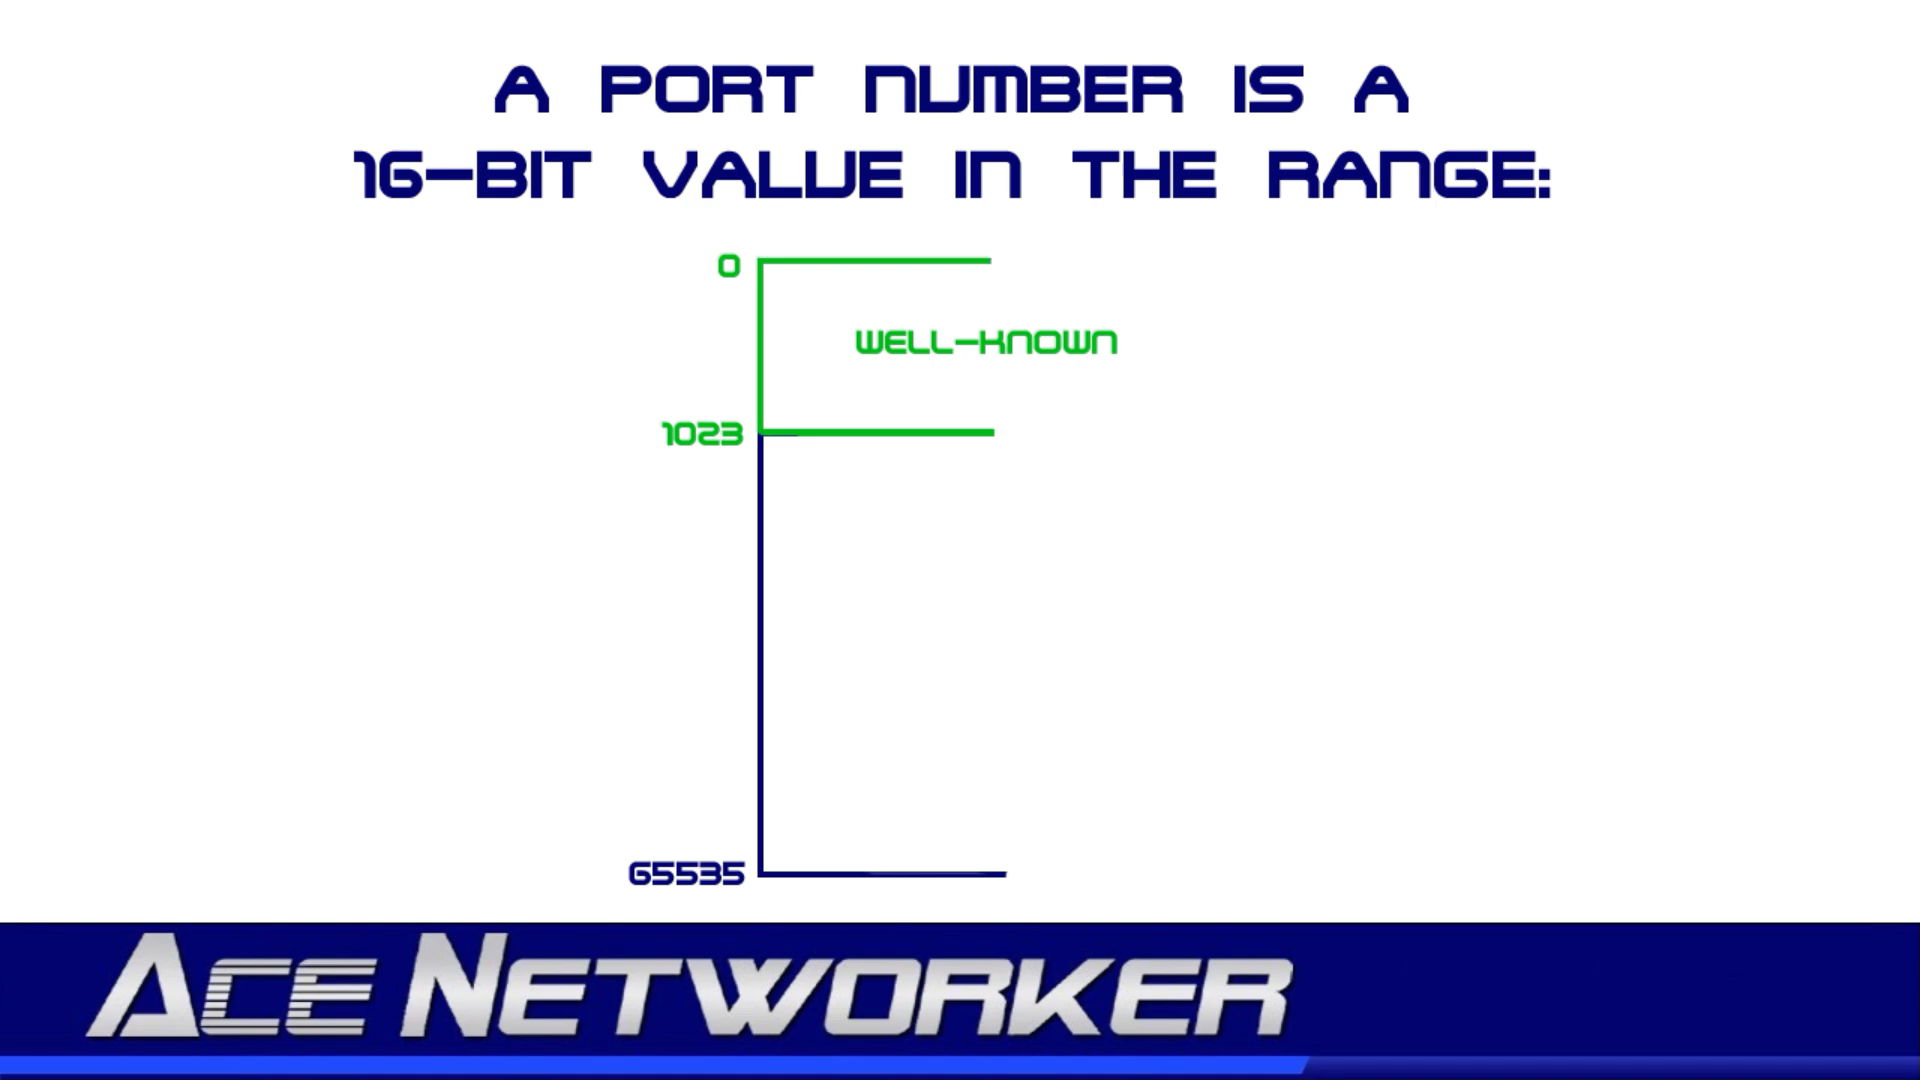 A PORT NUMBER IS A
16-BIT VALUE IN THE RANGE:
0
WELL-KNOWN
1023
65535
ACE NETWORKER